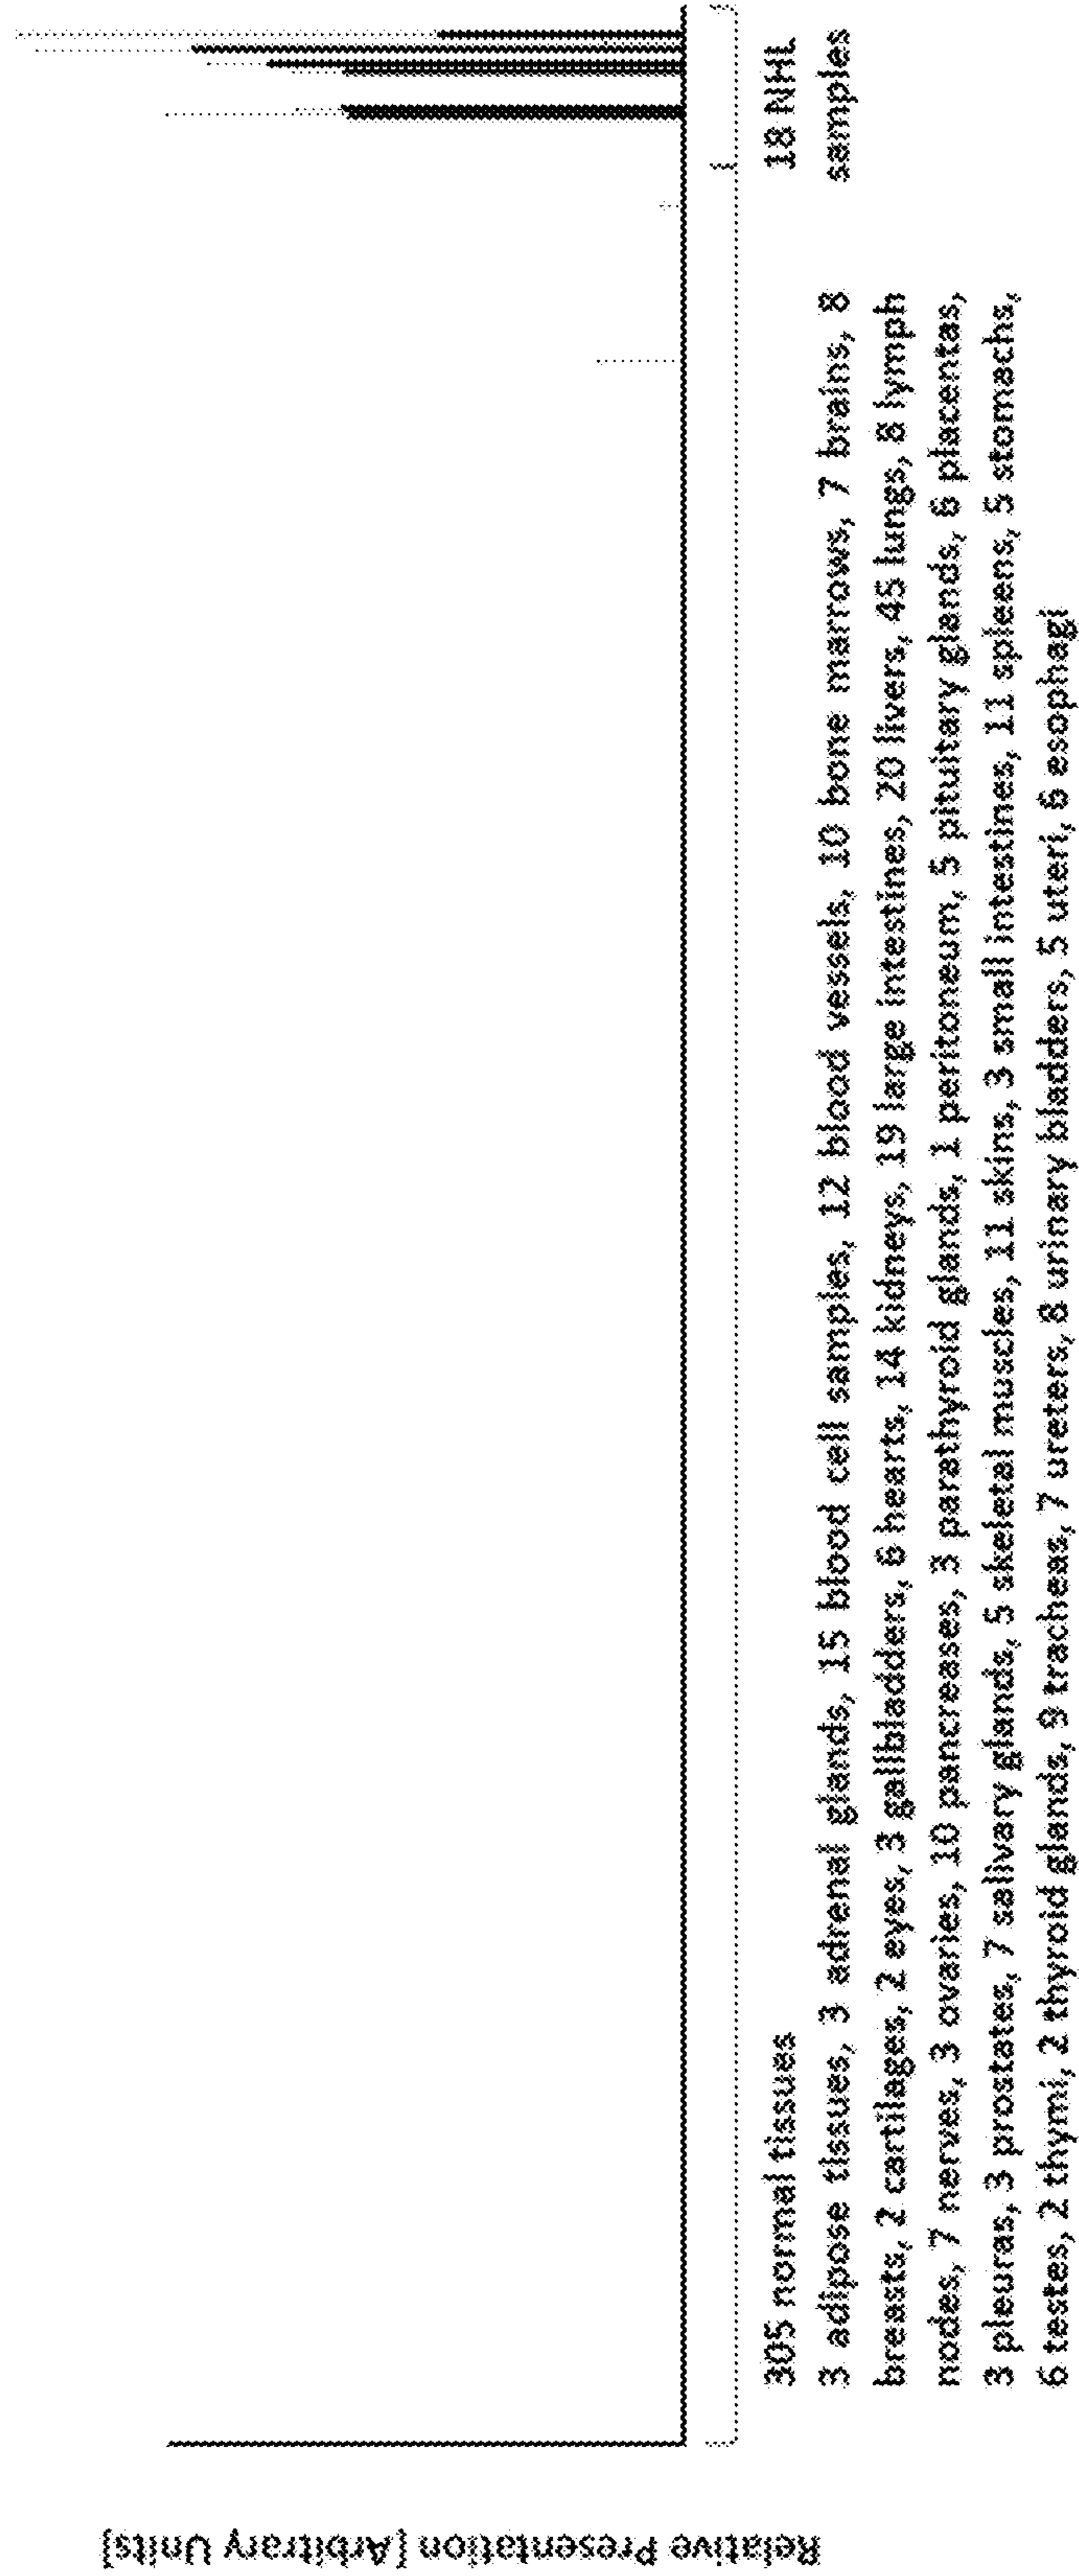 Relative Presentation [Arbitrary Units]
305 normal tissues
18 NHL
samples
3 adipose tissues, 3 adrenal glands, 15 blood cell samples, 12 blood vessels, 10 bone marrows, 7 brains, 8
breasts, 2 cartilages, 2 eyes, 3 gallbladders, 6 hearts, 14 kidneys, 19 large intestines, 20 livers, 45 lungs, 8 lymph
nodes, 7 nerves, 3 ovaries, 10 pancreases, 3 parathyroid glands, 1 peritoneum, 5 pituitary glands, 6 placentas,
3 pleuras, 3 prostates, 7 salivary glands, 5 skeletal muscles, 11 skins, 3 small intestines, 11 spleens, 5 stomachs,
6 testes, 2 thymi, 2 thyroid glands, 9 tracheas, 7 ureters, 8 urinary bladders, 5 uteri, 6 esophagi